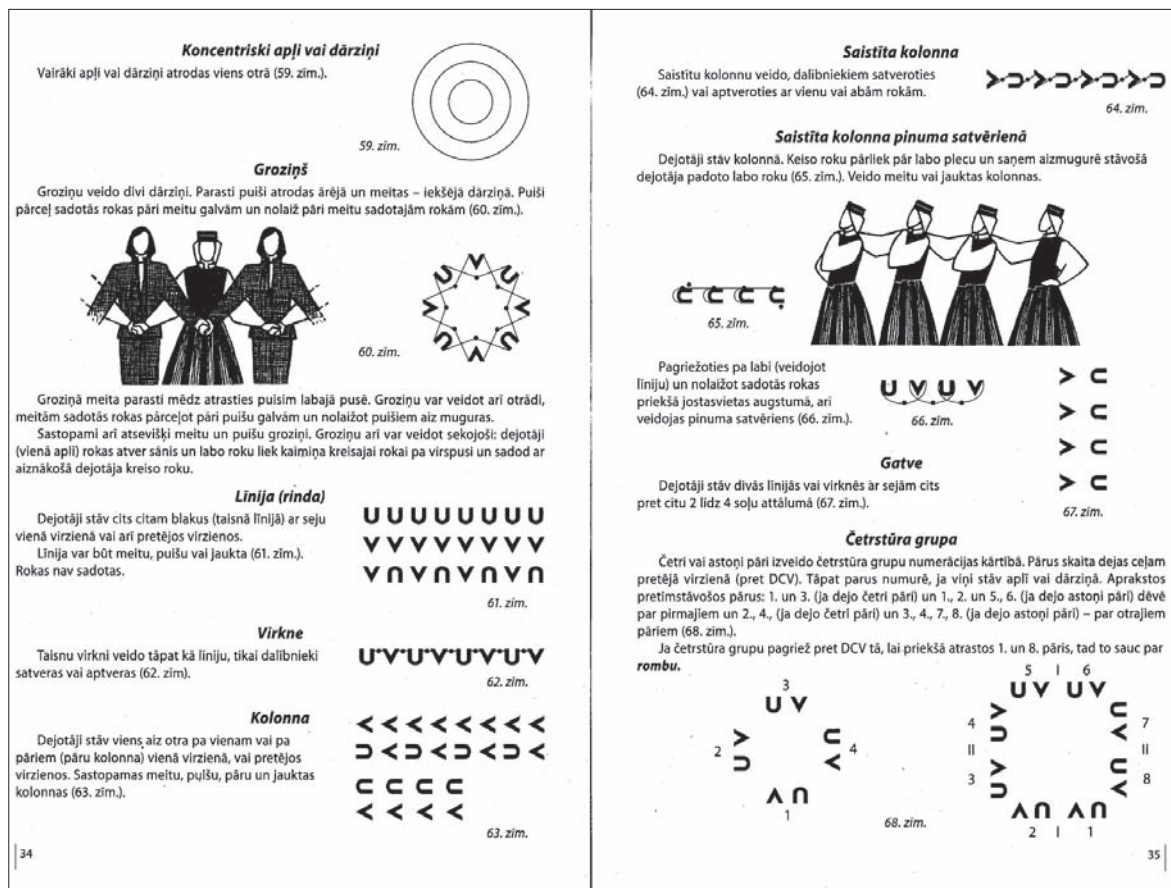 Koncentriski apļi vai dārziņi
Vairāki apļi vai dārziņi atrodas viens otrā (59. zīm.).
59. zīm.
Groziņš
Groziņu veido divi dārziņi. Parasti puiši atrodas ārējā un meitas – iekšējā dārziņā. Puiši
pārceļ sadotās rokas pāri meitu galvām un nolaiž pāri meitu sadotajām rokām (60. zīm.).
60. zīm.
Groziņā meita parasti mēdz atrasties puisim labajā pusē. Groziņu var veidot arī otrādi,
meitām sadotās rokas pārceļot pāri puišu galvām un nolaižot puišiem aiz muguras.
Sastopami arī atsevišķi meitu un puišu groziņi. Groziņu arī var veidot sekojoši: dejotāji
(vienā aplī) rokas atver sānis un labo roku liek kaimiņa kreisajai rokai pa virspusi un sadod ar
aiznākošā dejotāja kreiso roku.
Līnija (rinda)
Dejotāji stāv cits citam blakus (taisnā līnijā) ar seju
vienā virzienā vai arī pretējos virzienos.
Līnija var būt meitu, puišu vai jaukta (61. zīm.).
Rokas nav sadotas.
61. zīm.
Virkne
Taisnu virkni veido tāpat kā līniju, tikai dalībnieki
satveras vai aptveras (62. zīm).
62. zīm.
Kolonna
Dejotāji stāv viens aiz otra pa vienam vai pa
pāriem (pāru kolonna) vienā virzienā, vai pretējos
virzienos. Sastopamas meitu, puišu, pāru un jauktas
kolonnas (63. zīm.).
63. zīm.
34
Saistīta kolonna
Saistītu kolonnu veido, dalībniekiem satveroties
(64. zīm.) vai aptveroties ar vienu vai abām rokām.
64. zīm.
Saistīta kolonna pinuma satvērienā
Dejotāji stāv kolonnā. Keiso roku pārliek pār labo plecu un saņem aizmugurē stāvošā
dejotāja padoto labo roku (65. zīm.). Veido meitu vai jauktas kolonnas.
65. zīm.
Pagriežoties pa labi (veidojot
līniju) un nolaižot sadotās rokas
priekšā jostasvietas augstumā, arī
veidojas pinuma satvēriens (66. zīm.).
66. zīm.
Gatve
Dejotāji stāv divās līnijās vai virknēs ar sejām cits
pret citu 2 līdz 4 soļu attālumā (67. zīm.).
67. zīm.
Četrstūra grupa
Četri vai astoņi pāri izveido četrstūra grupu numerācijas kārtībā. Pārus skaita dejas ceļam
pretējā virzienā (pret DCV). Tāpat parus numurē, ja viņi stāv aplī vai dārziņā. Aprakstos
pretimstāvošos pārus: 1. un 3. (ja dejo četri pāri) un 1., 2. un 5., 6. (ja dejo astoņi pāri) dēvē
par pirmajiem un 2., 4., (ja dejo četri pāri) un 3., 4., 7., 8. (ja dejo astoņi pāri) – par otrajiem
pāriem (68. zīm.).
Ja četrstūra grupu pagriež pret DCV tā, lai priekšā atrastos 1. un 8. pāris, tad to sauc par
rombu.
3
2
4
1
5 I 6
4
7
II
II
3
8
2 I 1
68. zīm.
35